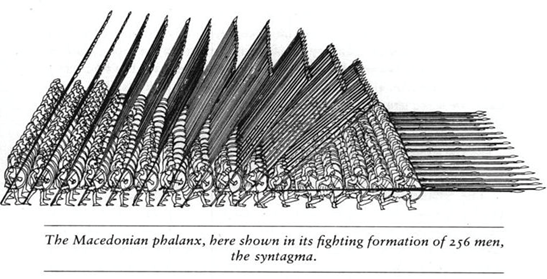 The Macedonian phalanx, here shown in its fighting formation of 256 men,
the syntagma.